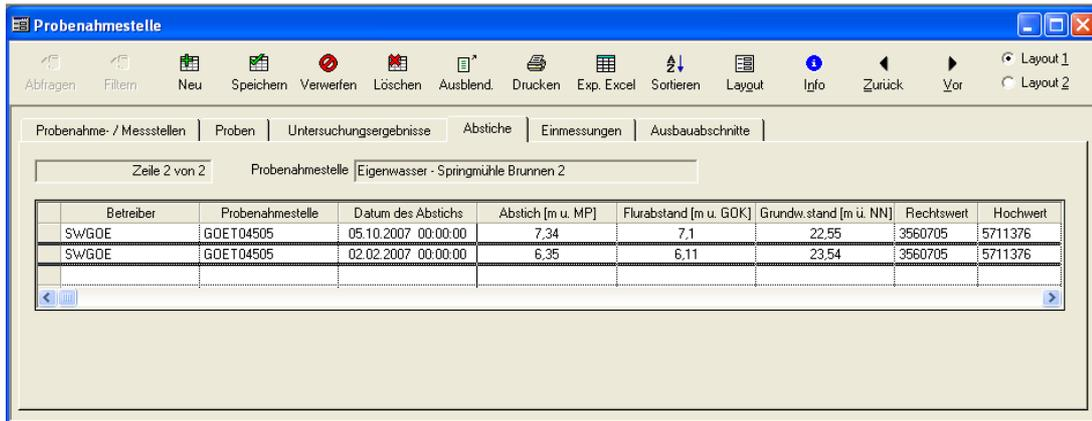 Probenahmestelle
Abfragen Filtern Neu Speichern Verwerfen Löschen Ausblend. Drucken Exp. Excel Sortieren Layout Info Zurück Vor
Layout 1
Layout 2
Probenahme- / Messstellen Proben Untersuchungsergebnisse Abstiche Einmessungen Ausbauabschnitte
Zeile 2 von 2 Probenahmestelle Eigenwasser - Springmühle Brunnen 2
Betreiber Probenahmestelle Datum des Abstichs Abstich [m u. MP] Flurabstand [m u. GOK] Grundw.stand [m ü. NN] Rechtswert Hochwert
SWGOE GOET04505 05.10.2007 00:00:00 7,34 7,1 22,55 3560705 5711376
SWGOE GOET04505 02.02.2007 00:00:00 6,35 6,11 23,54 3560705 5711376